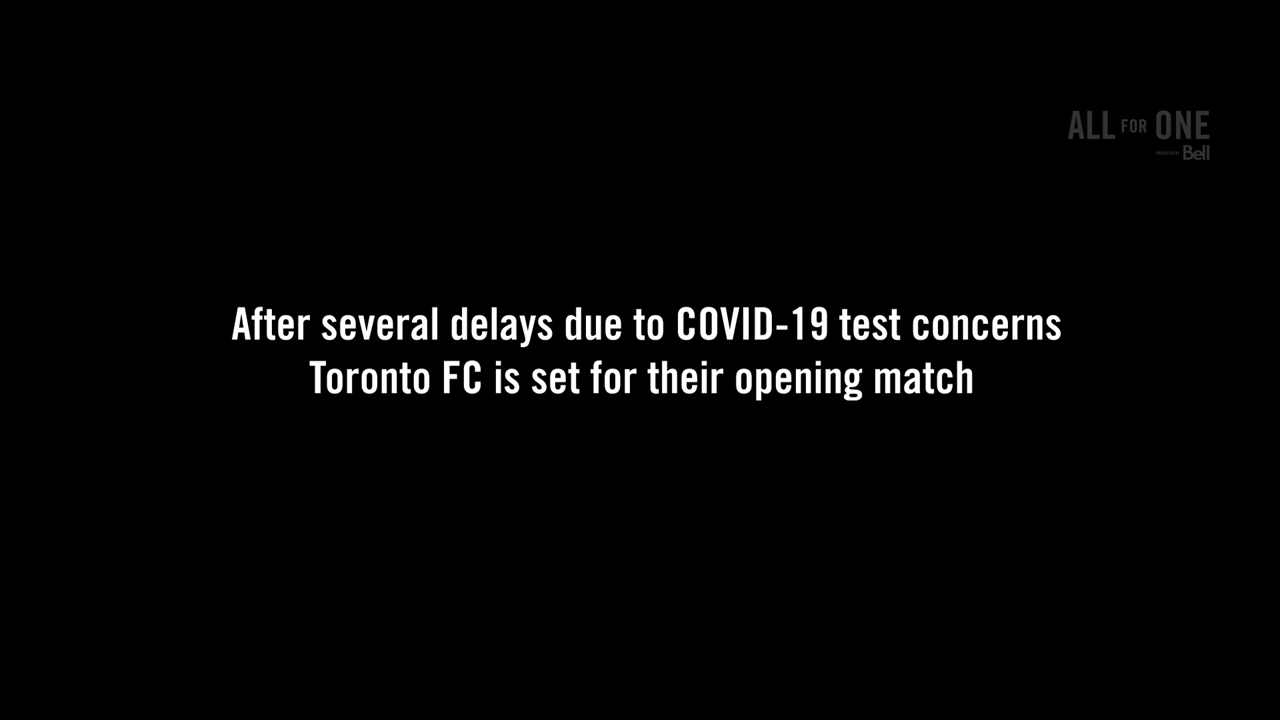 ALL FOR ONE
Bell
After several delays due to COVID-19 test concerns
Toronto FC is set for their opening match